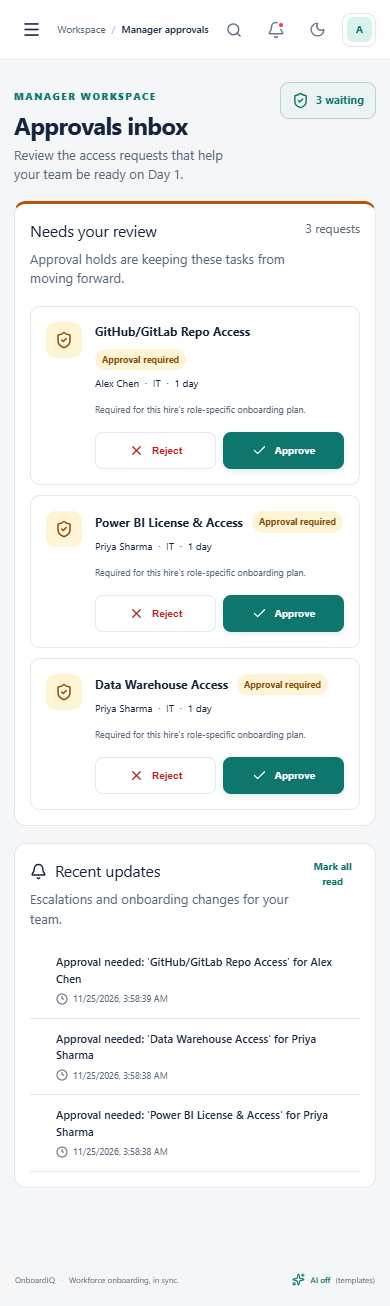 Workspace / Manager approvals
A
MANAGER WORKSPACE
3 waiting
Approvals inbox
Review the access requests that help
your team be ready on Day 1.
Needs your review
3 requests
Approval holds are keeping these tasks from
moving forward.
GitHub/GitLab Repo Access
Approval required
Alex Chen · IT · 1 day
Required for this hire's role-specific onboarding plan.
Reject
Approve
Power BI License & Access
Approval required
Priya Sharma · IT · 1 day
Required for this hire's role-specific onboarding plan.
Reject
Approve
Data Warehouse Access
Approval required
Priya Sharma · IT · 1 day
Required for this hire's role-specific onboarding plan.
Reject
Approve
Recent updates
Mark all
read
Escalations and onboarding changes for your
team.
Approval needed: 'GitHub/GitLab Repo Access' for Alex
Chen
11/25/2026, 3:58:39 AM
Approval needed: 'Data Warehouse Access' for Priya
Sharma
11/25/2026, 3:58:38 AM
Approval needed: 'Power BI License & Access' for Priya
Sharma
11/25/2026, 3:58:38 AM
OnboardIQ · Workforce onboarding, in sync.
AI off (templates)